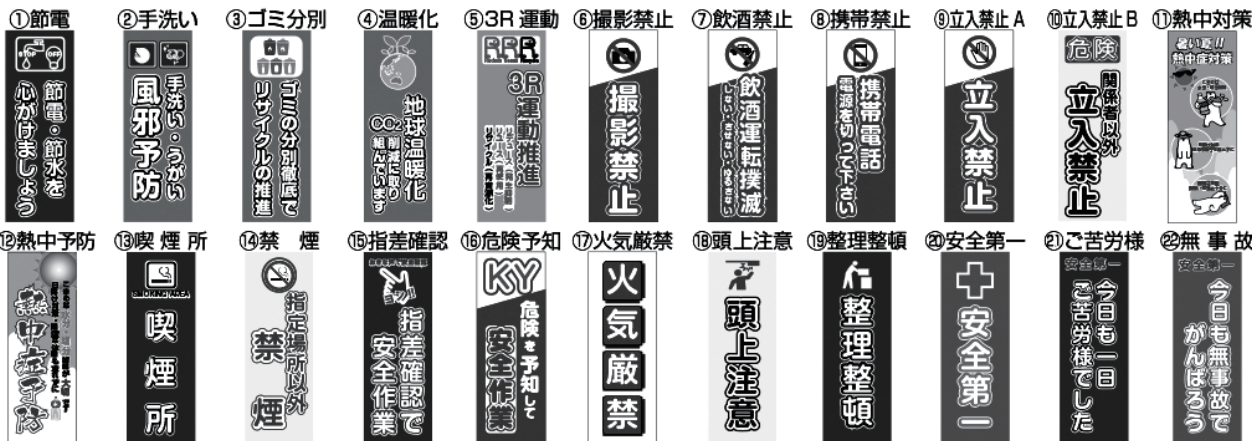 ①節電
②手洗い
③ゴミ分別
④温暖化
⑤3R 運動
⑥撮影禁止
⑦飲酒禁止
⑧携帯禁止
⑨立入禁止 A
⑩立入禁止 B
⑪熱中対策
STOP OFF
節電・節水を
心がけましょう
手洗い・うがい
風邪予防
ゴミの分別徹底で
リサイクルの推進
地球温暖化
CO₂削減に取り
組んでいます
RRR
3R
運動推進
撮影禁止
飲酒運転撲滅
しない・させない・ゆるさない
携帯電話
電源を切って下さい
立入禁止
危険
関係者以外
立入禁止
暑い夏!!
熱中症対策
⑫熱中予防
⑬喫 煙 所
⑭禁 煙
⑮指差確認
⑯危険予知
⑰火気厳禁
⑱頭上注意
⑲整理整頓
⑳安全第一
㉑ご苦労様
㉒無 事 故
熱中症予防
SMOKING AREA
喫煙所
指定場所以外
禁煙
ヨシ!!
指差確認で
安全作業
KY
危険を予知して
安全作業
火気厳禁
頭上注意
整理整頓
安全第一
安全第一
今日も一日
ご苦労様でした
安全第一
今日も無事故で
がんばろう